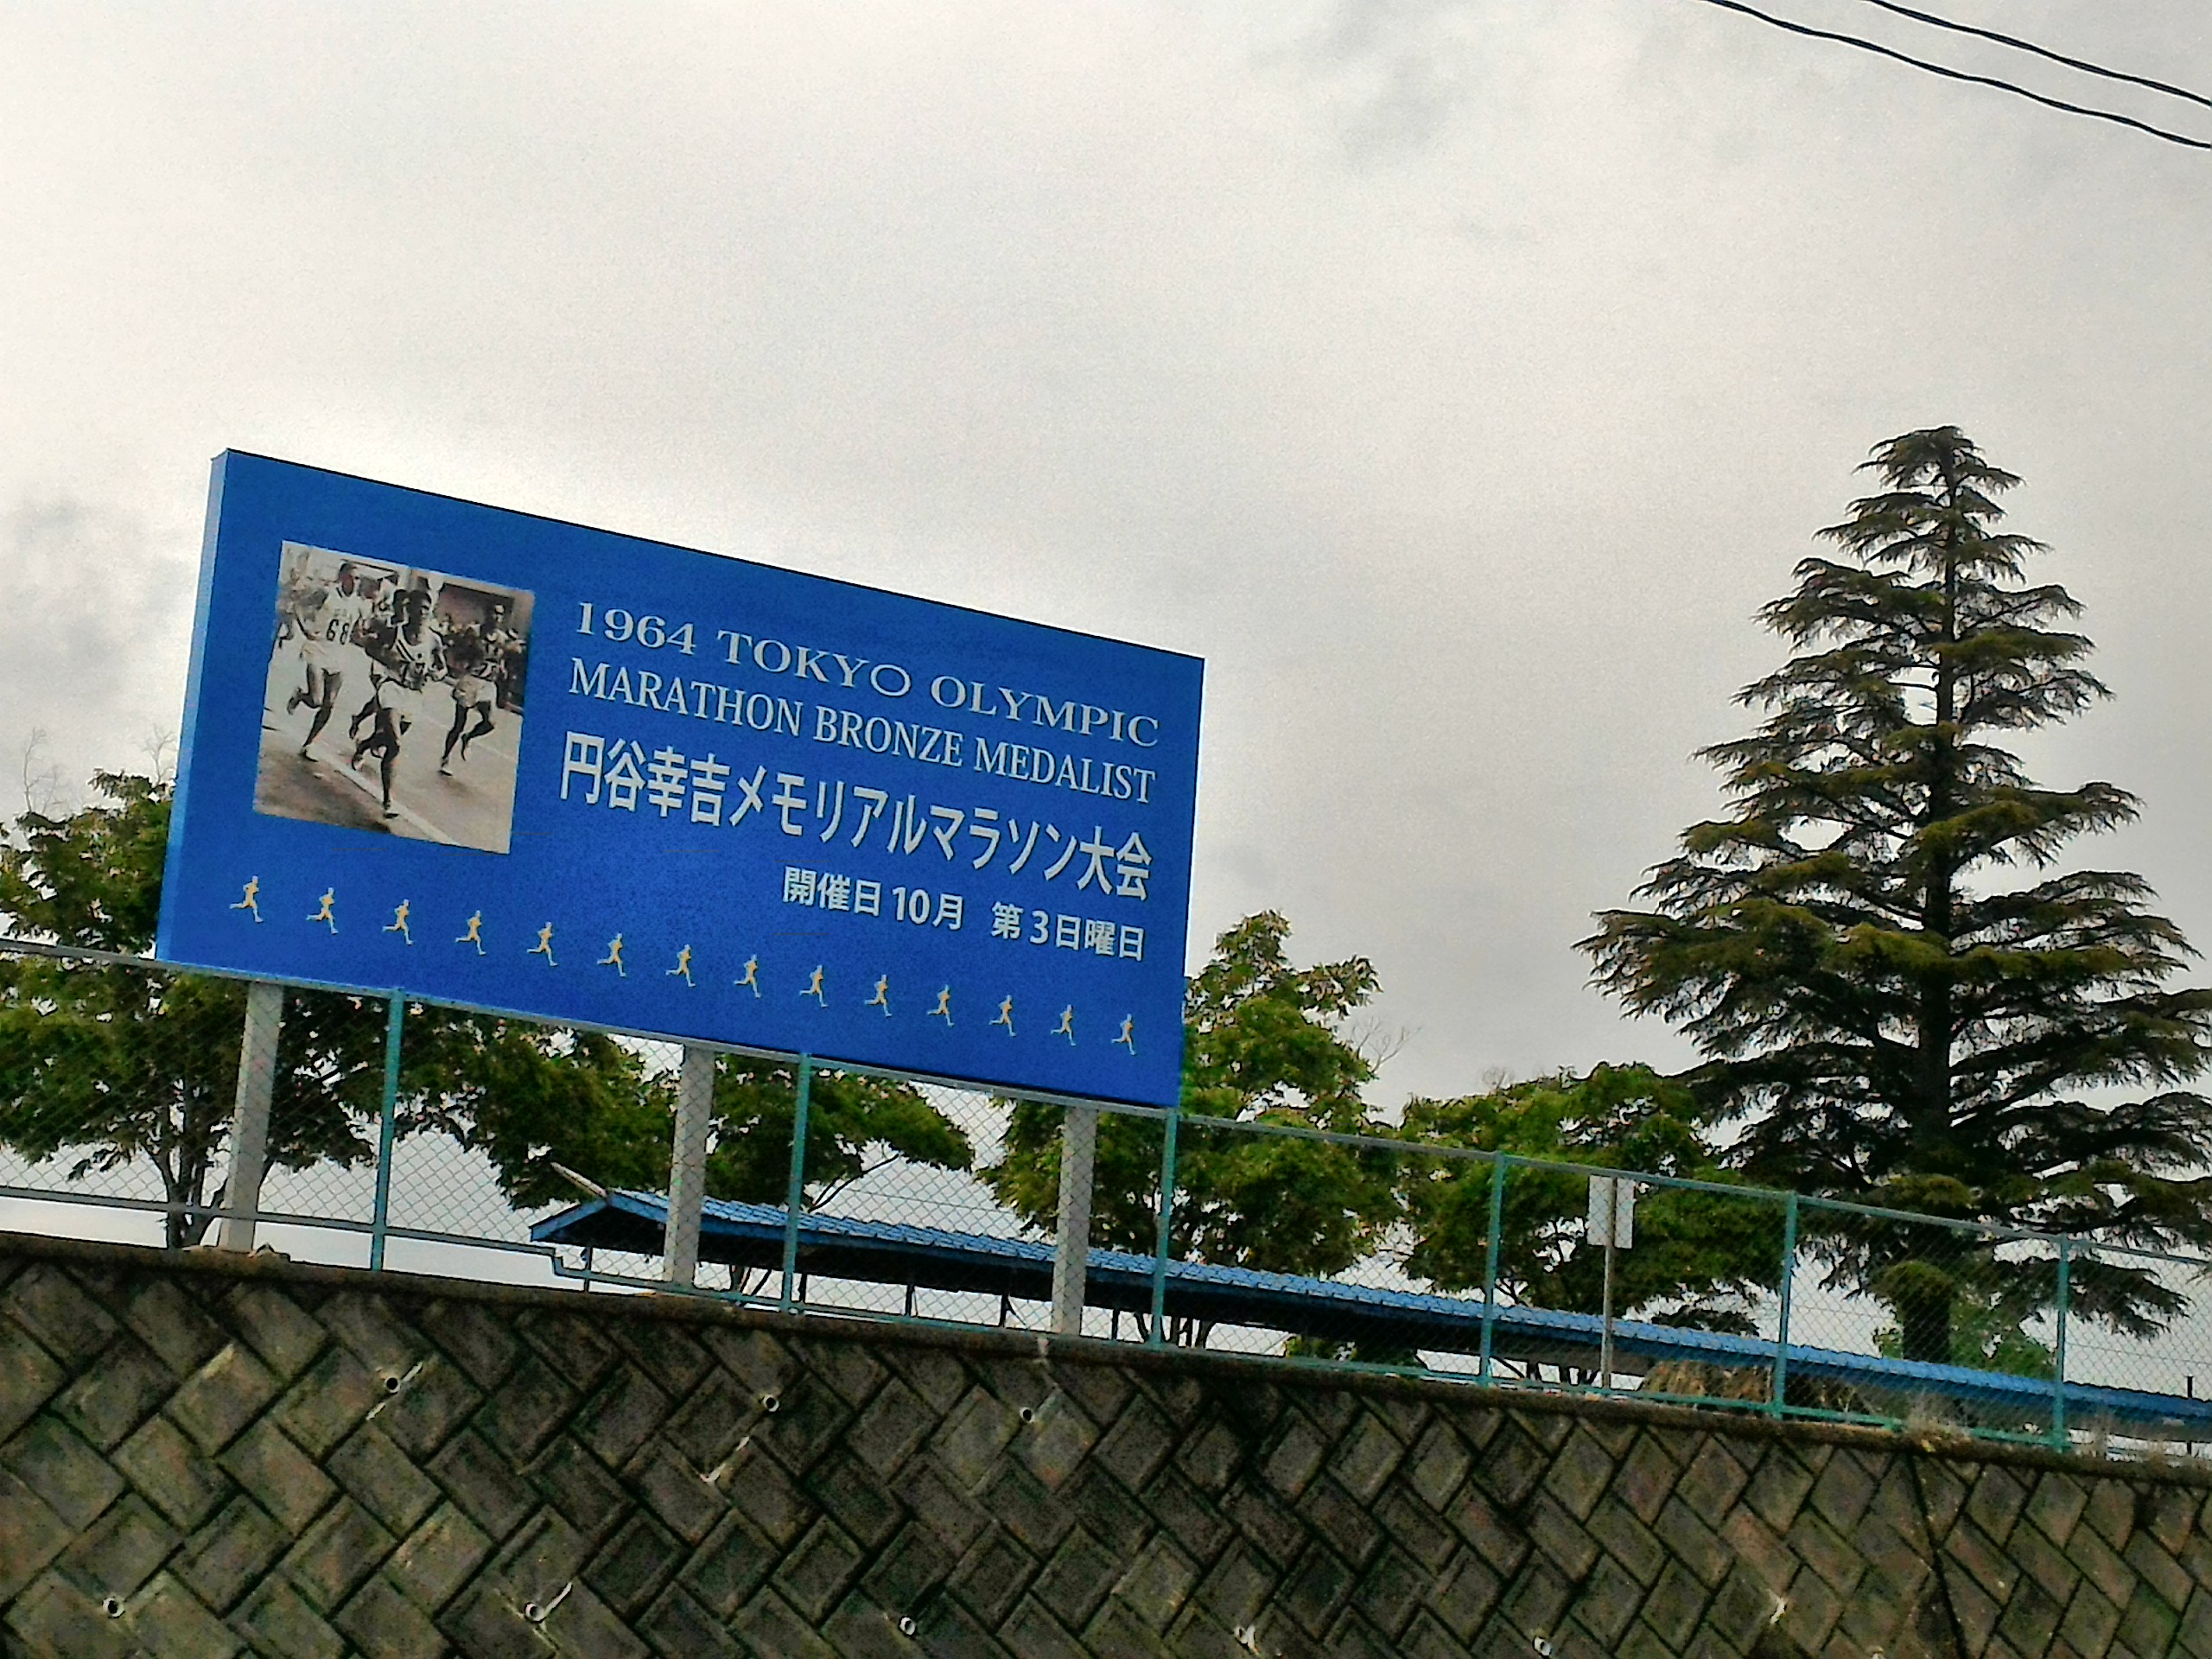 1964 TOKYO OLYMPIC
MARATHON BRONZE MEDALIST
円谷幸吉メモリアルマラソン大会
開催日 10月 第3日曜日
68